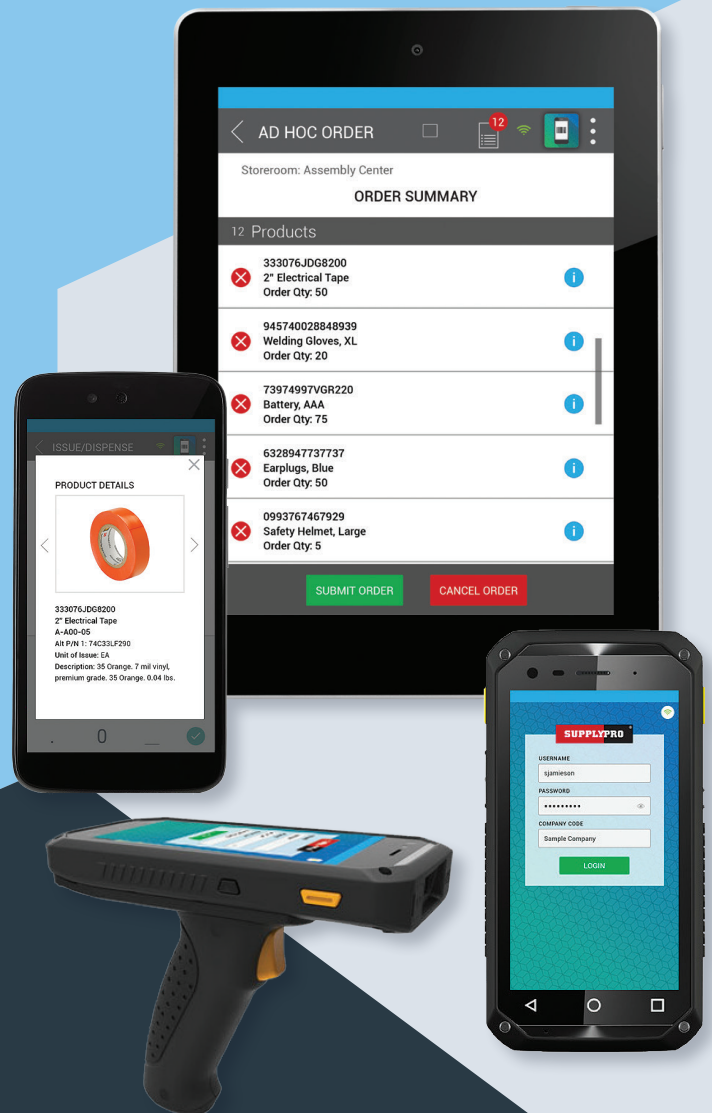 AD HOC ORDER
12
Storeroom: Assembly Center
ORDER SUMMARY
12 Products
333076JDG8200
2" Electrical Tape
Order Qty: 50
945740028848939
Welding Gloves, XL
Order Qty: 20
73974997VGR220
Battery, AAA
Order Qty: 75
6328947737737
Earplugs, Blue
Order Qty: 50
0993767467929
Safety Helmet, Large
Order Qty: 5
SUBMIT ORDER
CANCEL ORDER
ISSUE/DISPENSE
PRODUCT DETAILS
333076JDG8200
2" Electrical Tape
A-A00-05
Alt P/N 1: 74C33LF290
Unit of Issue: EA
Description: 35 Orange. 7 mil vinyl,
premium grade. 35 Orange. 0.04 lbs.
. 0 __
SUPPLYPRO
USERNAME
sjamieson
PASSWORD
•••••••••
COMPANY CODE
Sample Company
LOGIN